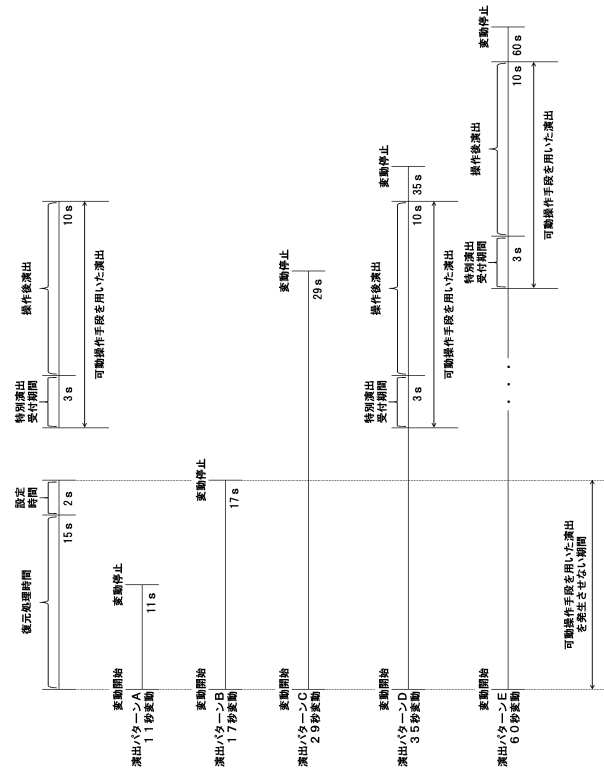 復元処理時間
15s
設定
時間
2s
特別演出
受付期間
3s
操作後演出
10s
可動操作手段を用いた演出
変動開始
演出パターンA
11秒変動
変動停止
11s
変動開始
演出パターンB
17秒変動
変動停止
17s
変動開始
演出パターンC
29秒変動
変動停止
29s
変動開始
演出パターンD
35秒変動
特別演出
受付期間
3s
操作後演出
10s
可動操作手段を用いた演出
変動停止
35s
変動開始
演出パターンE
60秒変動
・・・
特別演出
受付期間
3s
操作後演出
10s
可動操作手段を用いた演出
変動停止
60s
可動操作手段を用いた演出
を発生させない期間